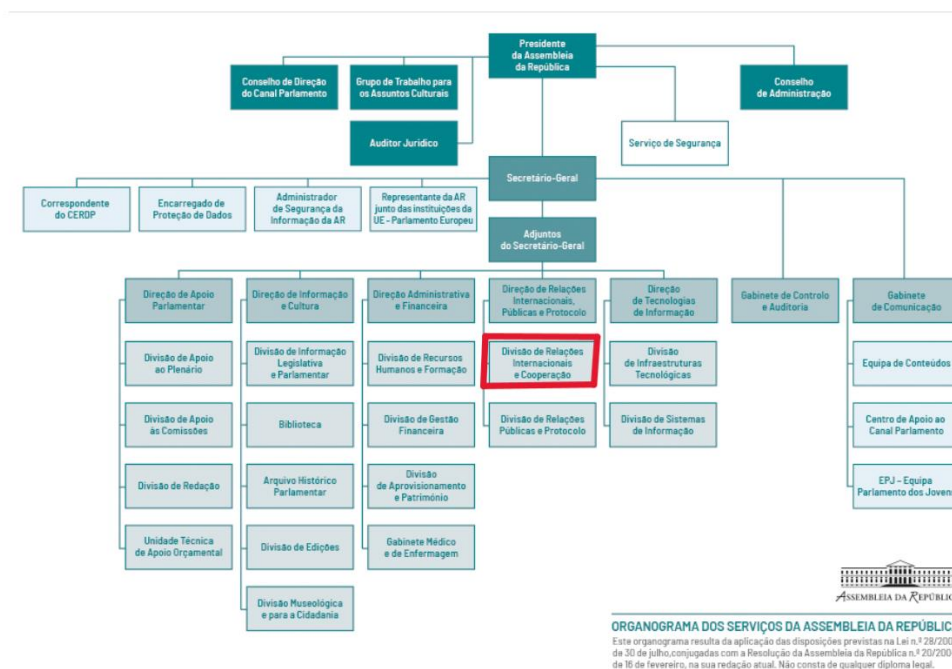 Presidente
da Assembleia
da República
Conselho de Direção
do Canal Parlamento
Grupo de Trabalho para
os Assuntos Culturais
Conselho
de Administração
Auditor Jurídico
Serviço de Segurança
Secretário-Geral
Correspondente
do CERDP
Encarregado de
Proteção de Dados
Administrador
de Segurança da
Informação da AR
Representante da AR
junto das instituições da
UE - Parlamento Europeu
Adjuntos
do Secretário-Geral
Direção de Apoio
Parlamentar
Direção de Informação
e Cultura
Direção Administrativa
e Financeira
Direção de Relações
Internacionais,
Públicas e Protocolo
Direção
de Tecnologias
de Informação
Gabinete de Controlo
e Auditoria
Gabinete
de Comunicação
Divisão de Apoio
ao Plenário
Divisão de Informação
Legislativa
e Parlamentar
Divisão de Recursos
Humanos e Formação
Divisão de Relações
Internacionais
e Cooperação
Divisão
de Infraestruturas
Tecnológicas
Equipa de Conteúdos
Divisão de Apoio
às Comissões
Biblioteca
Divisão de Gestão
Financeira
Divisão de Relações
Públicas e Protocolo
Divisão de Sistemas
de Informação
Centro de Apoio ao
Canal Parlamento
Divisão de Redação
Arquivo Histórico
Parlamentar
Divisão
de Aprovisionamento
e Património
EPJ - Equipa
Parlamento dos Jovens
Unidade Técnica
de Apoio Orçamental
Divisão de Edições
Gabinete Médico
e de Enfermagem
Divisão Museológica
e para a Cidadania
ASSEMBLEIA DA REPÚBLIC
ORGANOGRAMA DOS SERVIÇOS DA ASSEMBLEIA DA REPÚBLIC
Este organograma resulta da aplicação das disposições previstas na Lei n.º 28/200
de 30 de julho, conjugadas com a Resolução da Assembleia da República n.º 20/200
de 16 de fevereiro, na sua redação atual. Não consta de qualquer diploma legal.